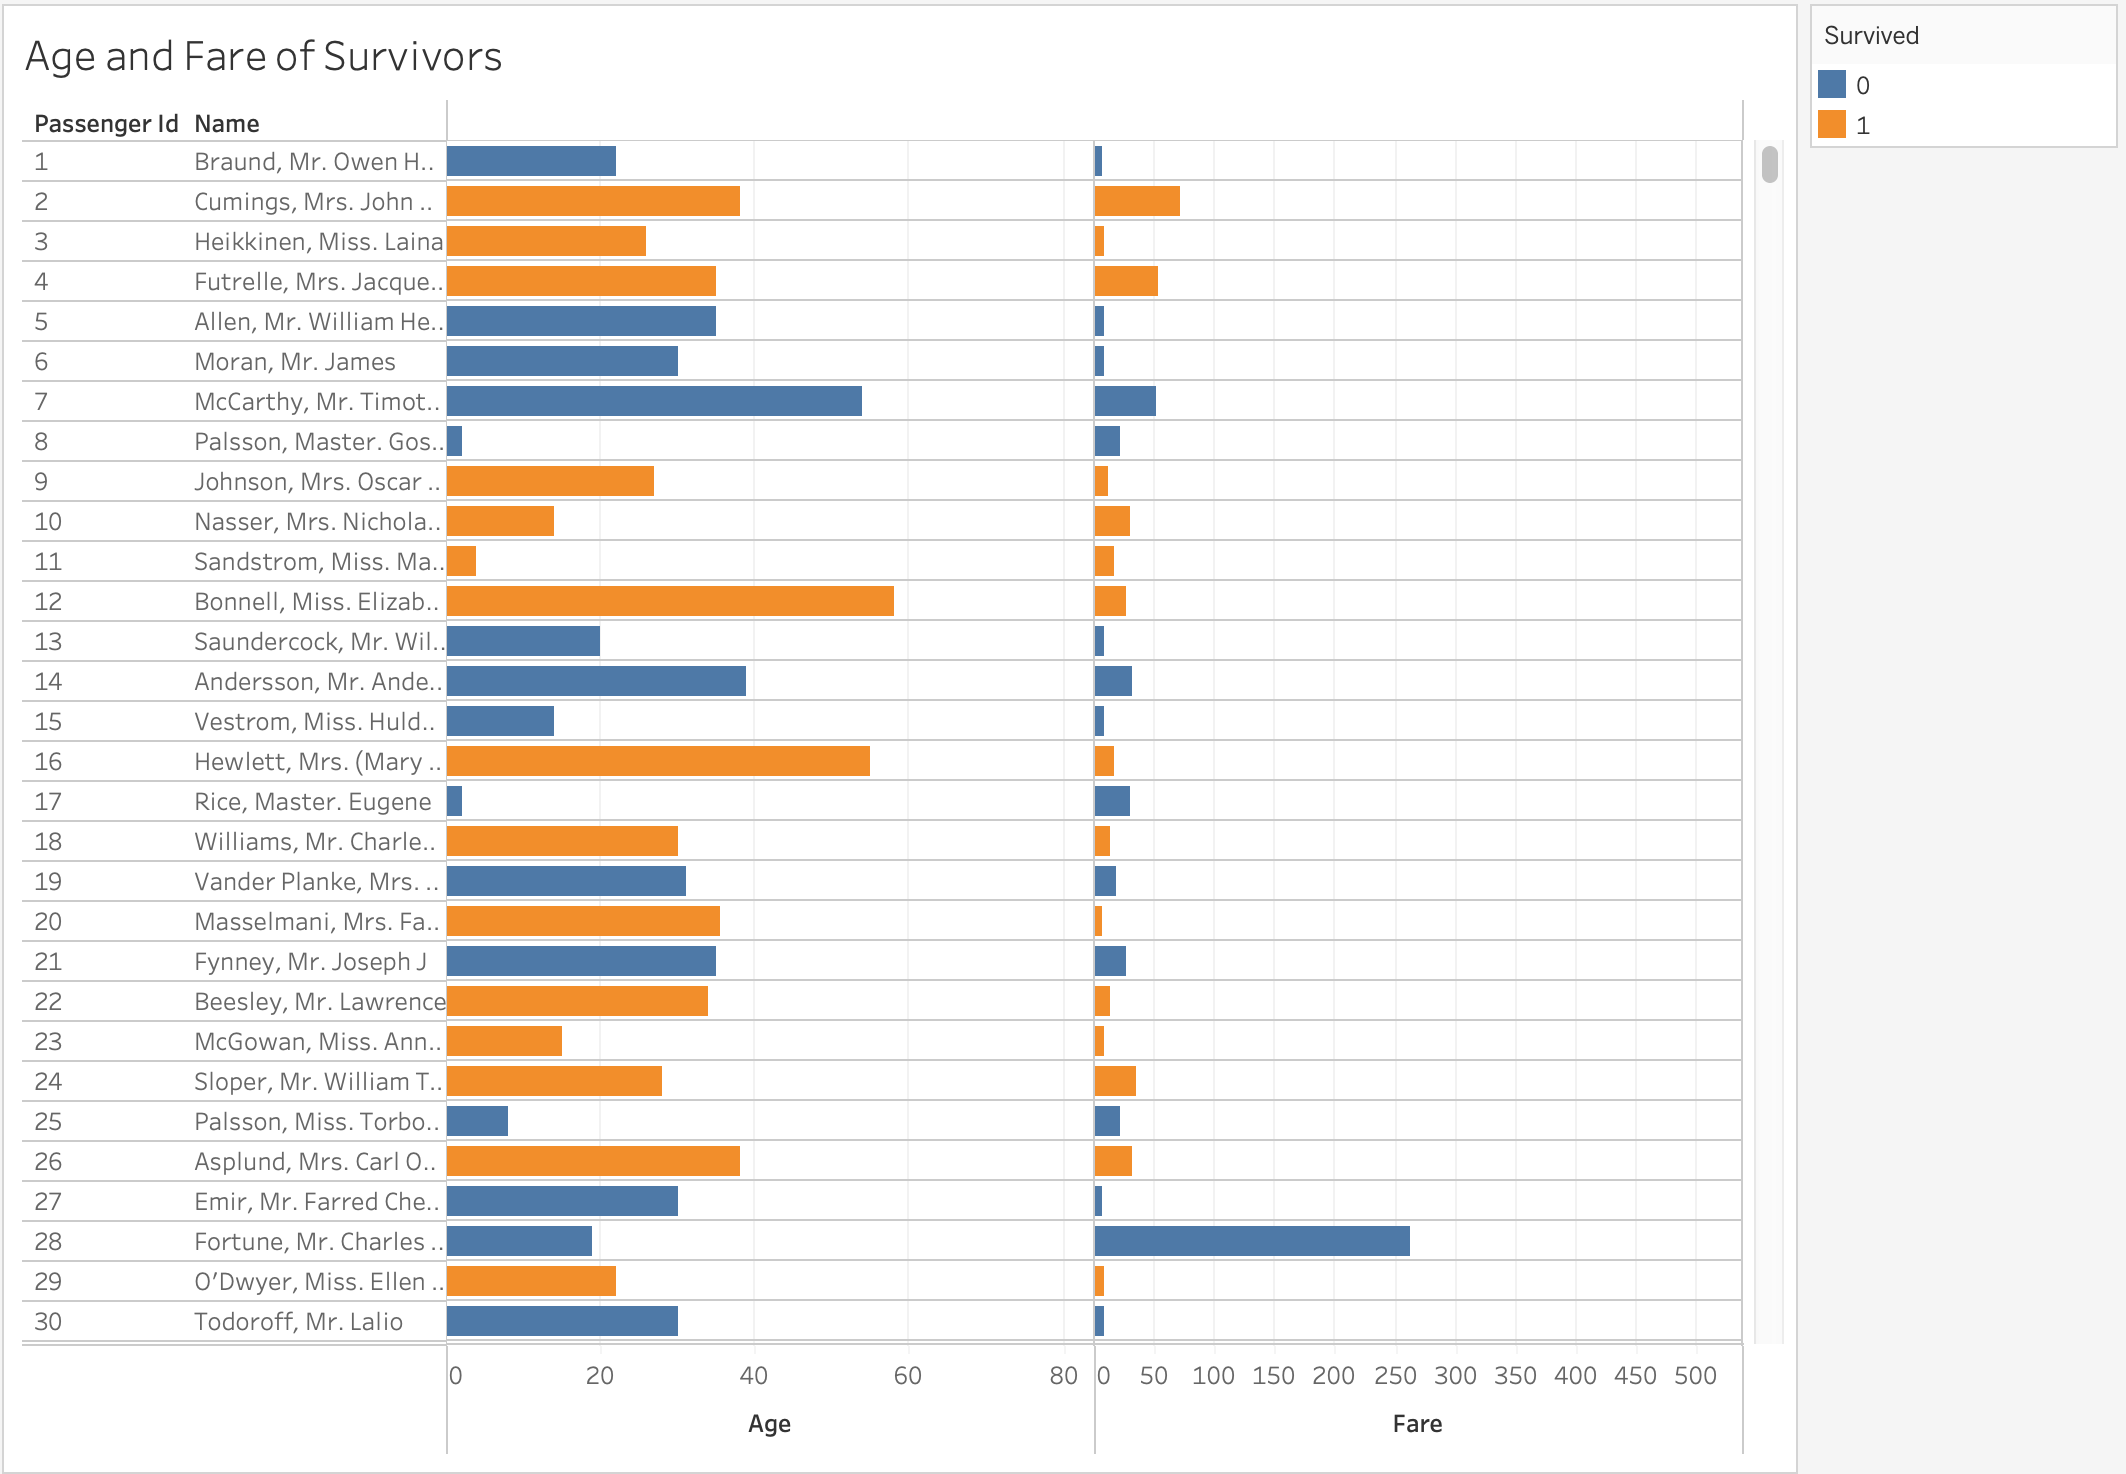 Age and Fare of Survivors
Passenger Id Name
1 Braund, Mr. Owen H..
2 Cumings, Mrs. John ..
3 Heikkinen, Miss. Laina
4 Futrelle, Mrs. Jacque..
5 Allen, Mr. William He..
6 Moran, Mr. James
7 McCarthy, Mr. Timot..
8 Palsson, Master. Gos..
9 Johnson, Mrs. Oscar ..
10 Nasser, Mrs. Nichola..
11 Sandstrom, Miss. Ma..
12 Bonnell, Miss. Elizab..
13 Saundercock, Mr. Wil..
14 Andersson, Mr. Ande..
15 Vestrom, Miss. Huld..
16 Hewlett, Mrs. (Mary ..
17 Rice, Master. Eugene
18 Williams, Mr. Charle..
19 Vander Planke, Mrs. ..
20 Masselmani, Mrs. Fa..
21 Fynney, Mr. Joseph J
22 Beesley, Mr. Lawrence
23 McGowan, Miss. Ann..
24 Sloper, Mr. William T..
25 Palsson, Miss. Torbo..
26 Asplund, Mrs. Carl O..
27 Emir, Mr. Farred Che..
28 Fortune, Mr. Charles ..
29 O'Dwyer, Miss. Ellen ..
30 Todoroff, Mr. Lalio
0 20 40 60 80 0 50 100 150 200 250 300 350 400 450 500
Age Fare
Survived
0
1